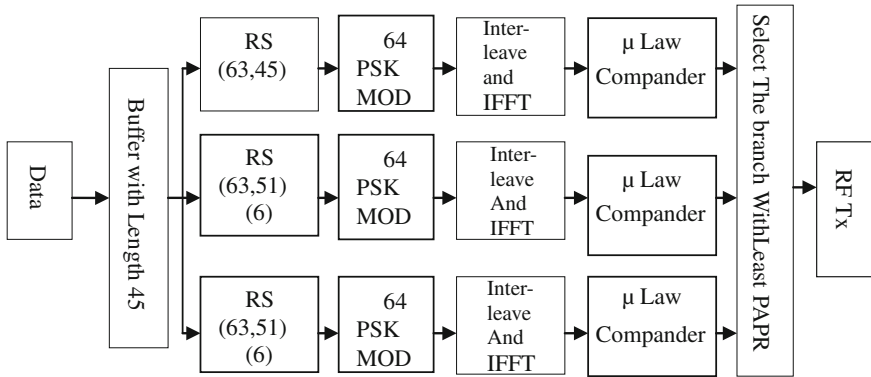 Data
Buffer with Length 45
RS
(63,45)
64
PSK
MOD
Inter-
leave
and
IFFT
µ Law
Compander
RS
(63,51)
(6)
64
PSK
MOD
Inter-
leave
And
IFFT
µ Law
Compander
RS
(63,51)
(6)
64
PSK
MOD
Inter-
leave
And
IFFT
µ Law
Compander
Select The branch WithLeast PAPR
RF Tx